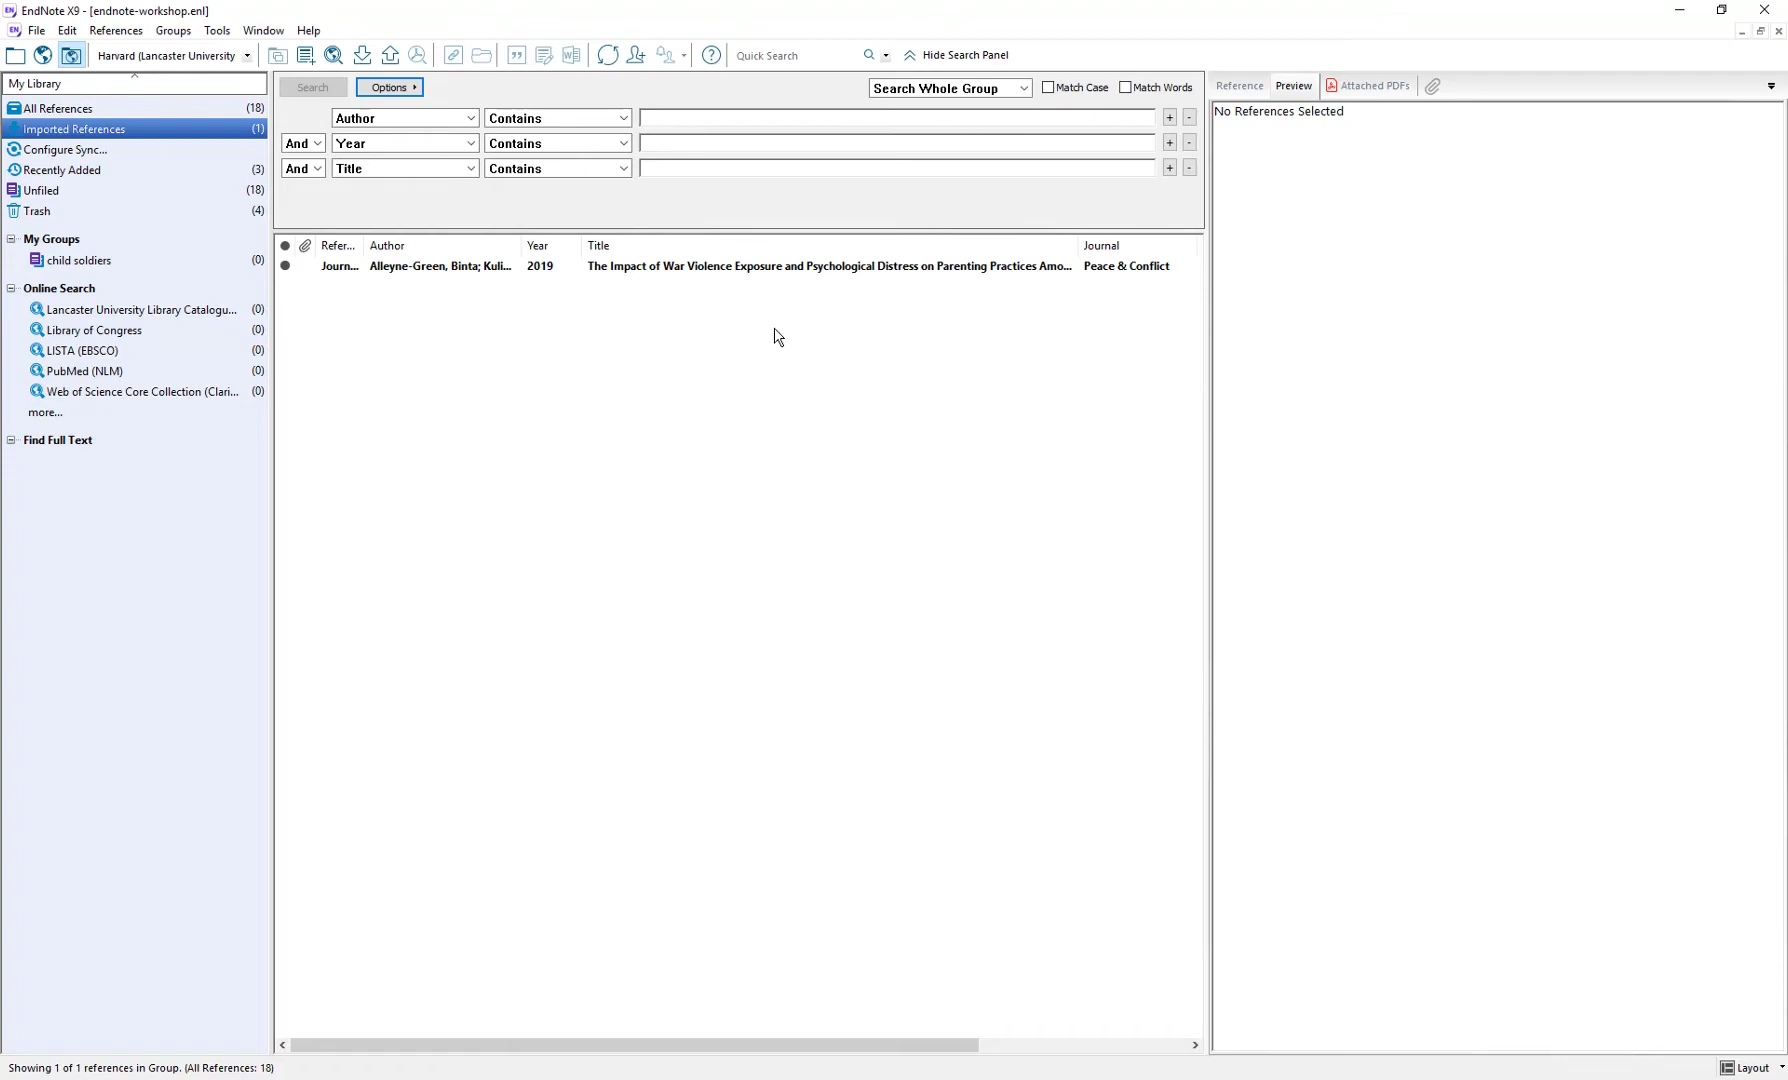 EndNote X9 - [endnote-workshop.enl]
File Edit References Groups Tools Window Help
Harvard (Lancaster University
Quick Search
Hide Search Panel
My Library
All References (18)
Imported References (1)
Configure Sync...
Recently Added (3)
Unfiled (18)
Trash (4)
My Groups
child soldiers (0)
Online Search
Lancaster University Library Catalogu... (0)
Library of Congress (0)
LISTA (EBSCO) (0)
PubMed (NLM) (0)
Web of Science Core Collection (Clari... (0)
more...
Find Full Text
Search Options Search Whole Group Match Case Match Words
Author Contains + -
And Year Contains + -
And Title Contains + -
Refer... Author Year Title Journal
Journ... Alleyne-Green, Binta; Kuli... 2019 The Impact of War Violence Exposure and Psychological Distress on Parenting Practices Amo... Peace & Conflict
Reference Preview Attached PDFs
No References Selected
Showing 1 of 1 references in Group. (All References: 18)
Layout